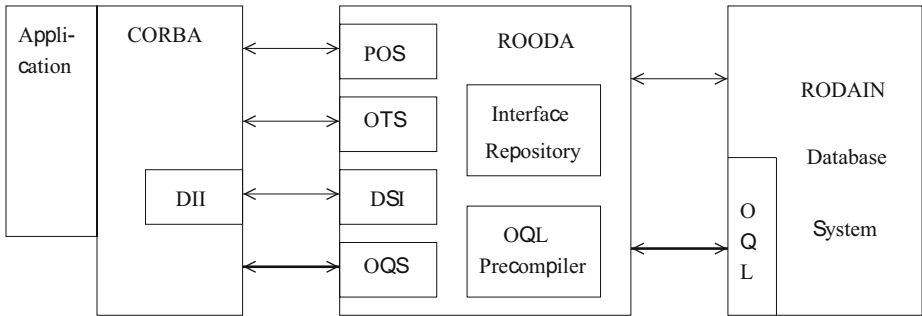 Appli-
cation
CORBA
DII
POS
OTS
DSI
OQS
ROODA
Interface
Repository
OQL
Precompiler
RODAIN
Database
System
O
Q
L